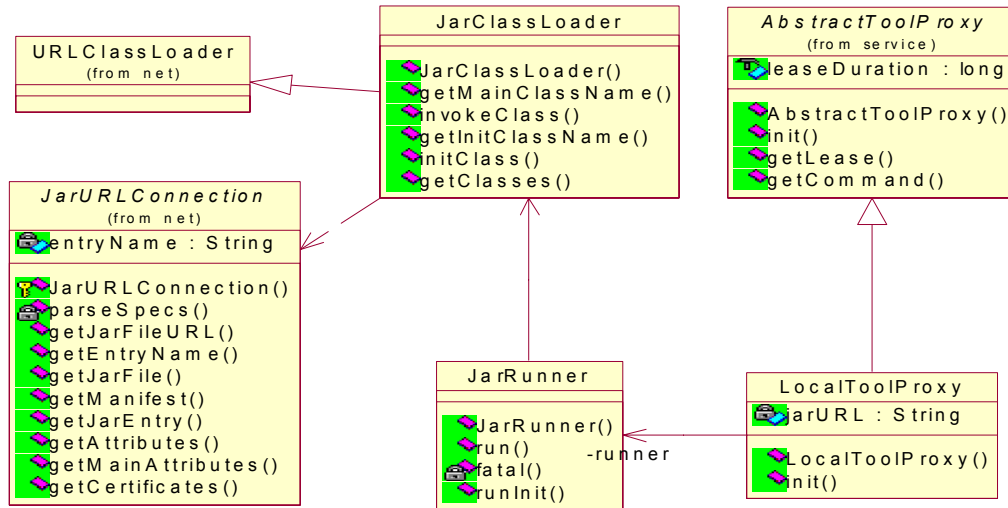 URLClassLoader
(from net)
JarClassLoader
JarClassLoader()
getMainClassName()
invokeClass()
getInitClassName()
initClass()
getClasses()
AbstractToolProxy
(from service)
leaseDuration : long
AbstractToolProxy()
init()
getLease()
getCommand()
JarURLConnection
(from net)
entryName : String
JarURLConnection()
parseSpecs()
getJarFileURL()
getEntryName()
getJarFile()
getManifest()
getJarEntry()
getAttributes()
getMainAttributes()
getCertificates()
JarRunner
JarRunner()
run()
fatal()
runInit()
-runner
LocalToolProxy
jarURL : String
LocalToolProxy()
init()